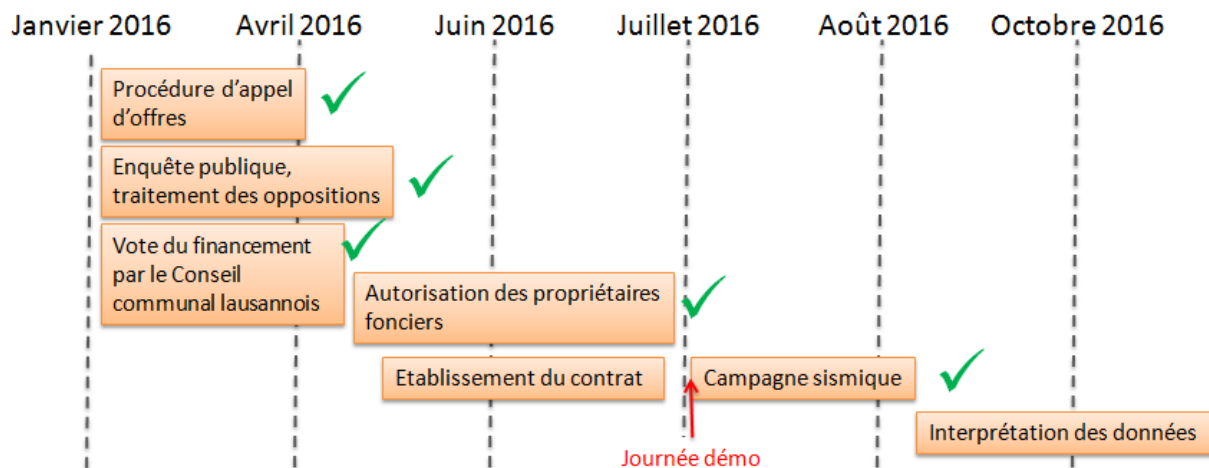 Janvier 2016
Avril 2016
Juin 2016
Juillet 2016
Août 2016
Octobre 2016
Procédure d'appel
d'offres
Enquête publique,
traitement des oppositions
Vote du financement
par le Conseil
communal lausannois
Autorisation des propriétaires
fonciers
Etablissement du contrat
Campagne sismique
Interprétation des données
Journée démo